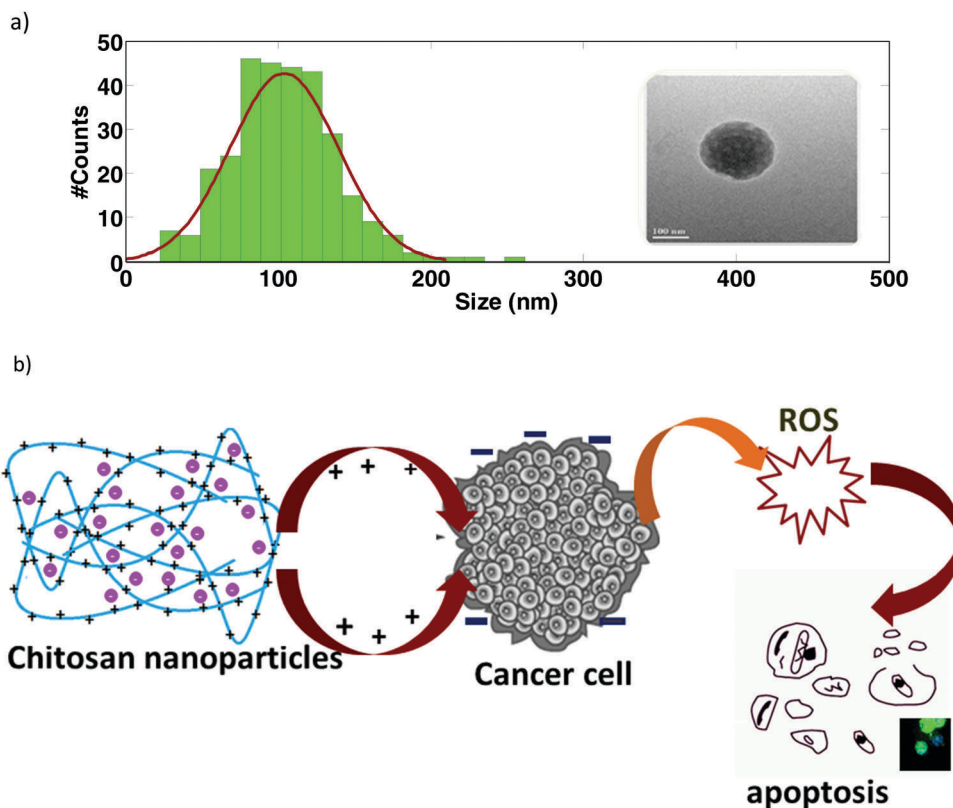 a)
50
40
30
20
10
0
#Counts
100 nm
0 100 200 300 400 500
Size (nm)
b)
ROS
Chitosan nanoparticles
Cancer cell
apoptosis